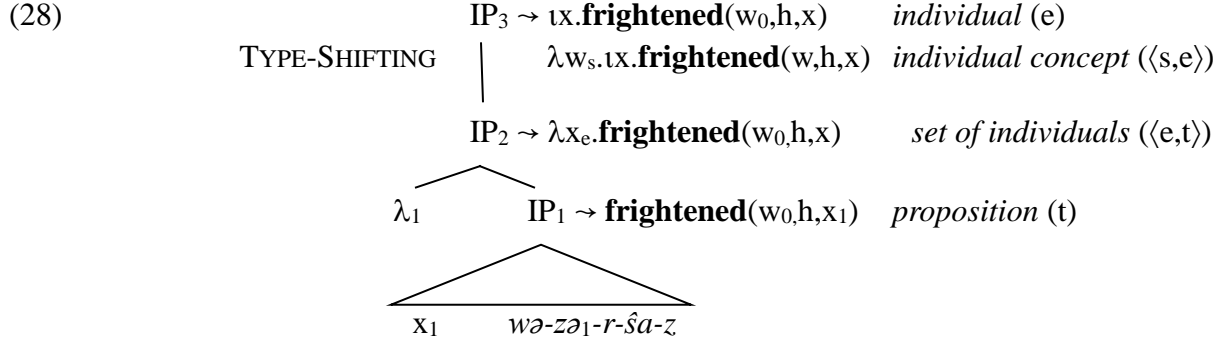 (28) IP₃ → ιx.frightened(w₀,h,x) individual (e)
TYPE-SHIFTING λwₛ.ιx.frightened(w,h,x) individual concept (⟨s,e⟩)
IP₂ → λxₑ.frightened(w₀,h,x) set of individuals (⟨e,t⟩)
λ₁ IP₁ → frightened(w₀,h,x₁) proposition (t)
x₁ wə-zə₁-r-ŝa-z